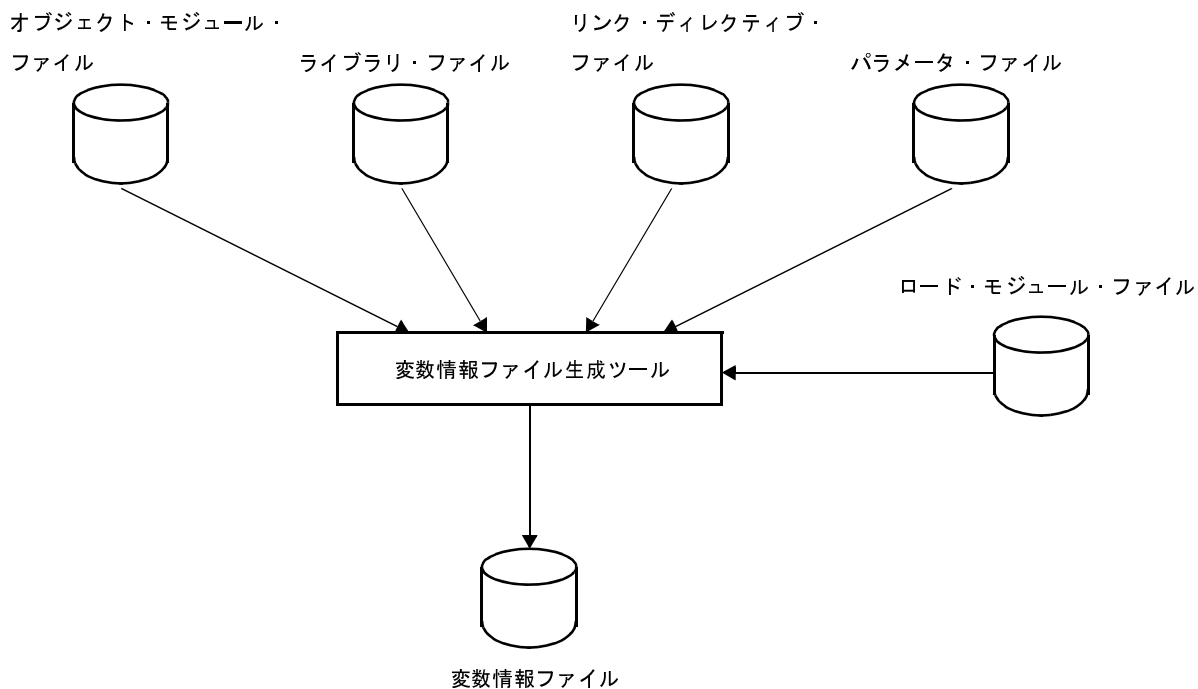 オブジェクト・モジュール・
ファイル
ライブラリ・ファイル
リンク・ディレクティブ・
ファイル
パラメータ・ファイル
ロード・モジュール・ファイル
変数情報ファイル生成ツール
変数情報ファイル